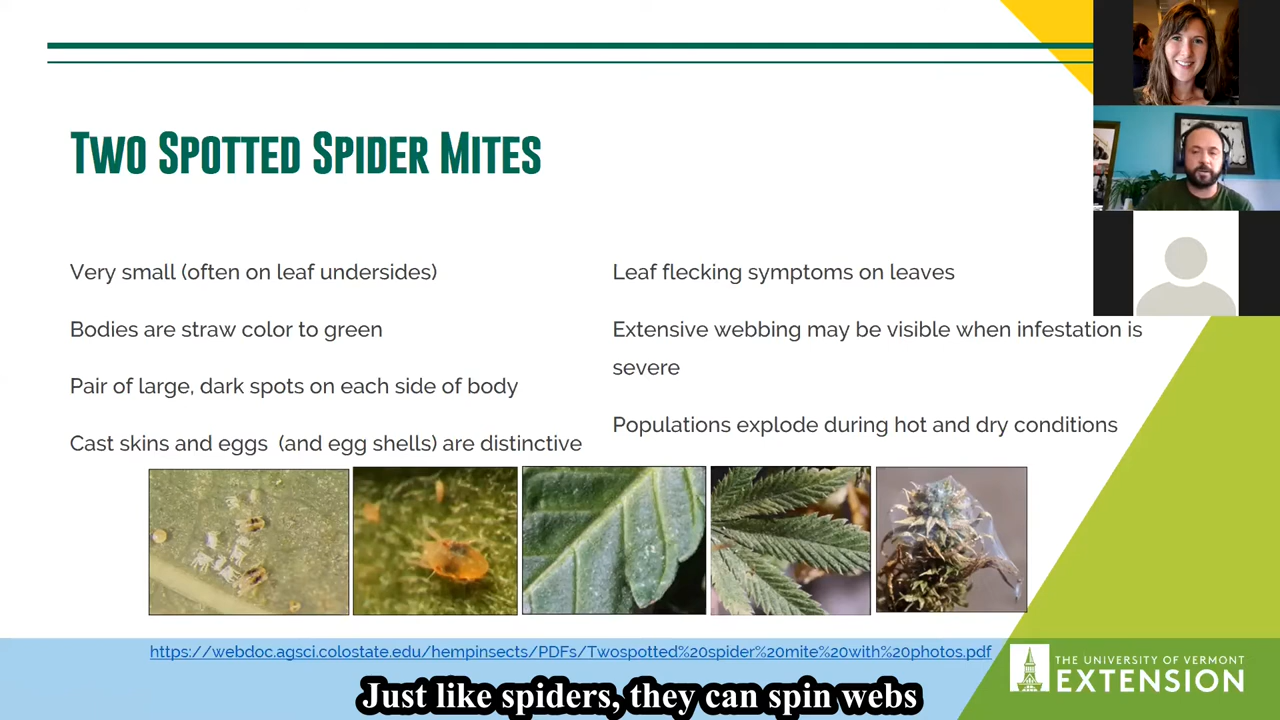 Two Spotted Spider Mites
Very small (often on leaf undersides)
Bodies are straw color to green
Pair of large, dark spots on each side of body
Cast skins and eggs (and egg shells) are distinctive
Leaf flecking symptoms on leaves
Extensive webbing may be visible when infestation is
severe
Populations explode during hot and dry conditions
https://webdoc.agsci.colostate.edu/hempinsects/PDFs/Twospotted%20spider%20mite%20with%20photos.pdf
THE UNIVERSITY OF VERMONT
EXTENSION
Just like spiders, they can spin webs